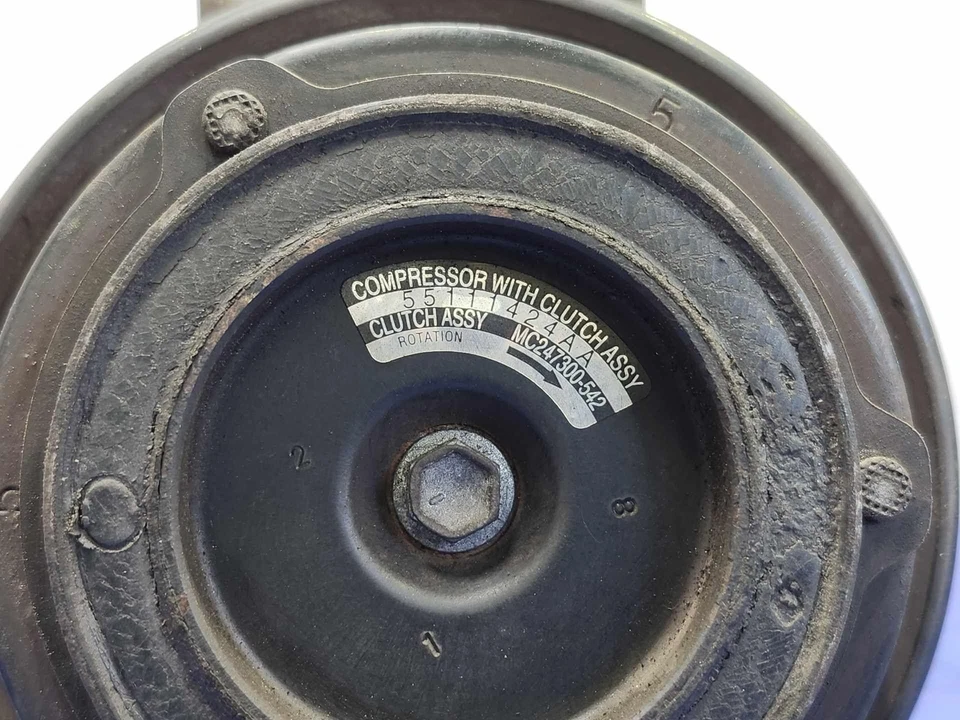 COMPRESSOR WITH CLUTCH ASSY
55111424AA
CLUTCH ASSY MC247300-542
ROTATION
5
2
8
1